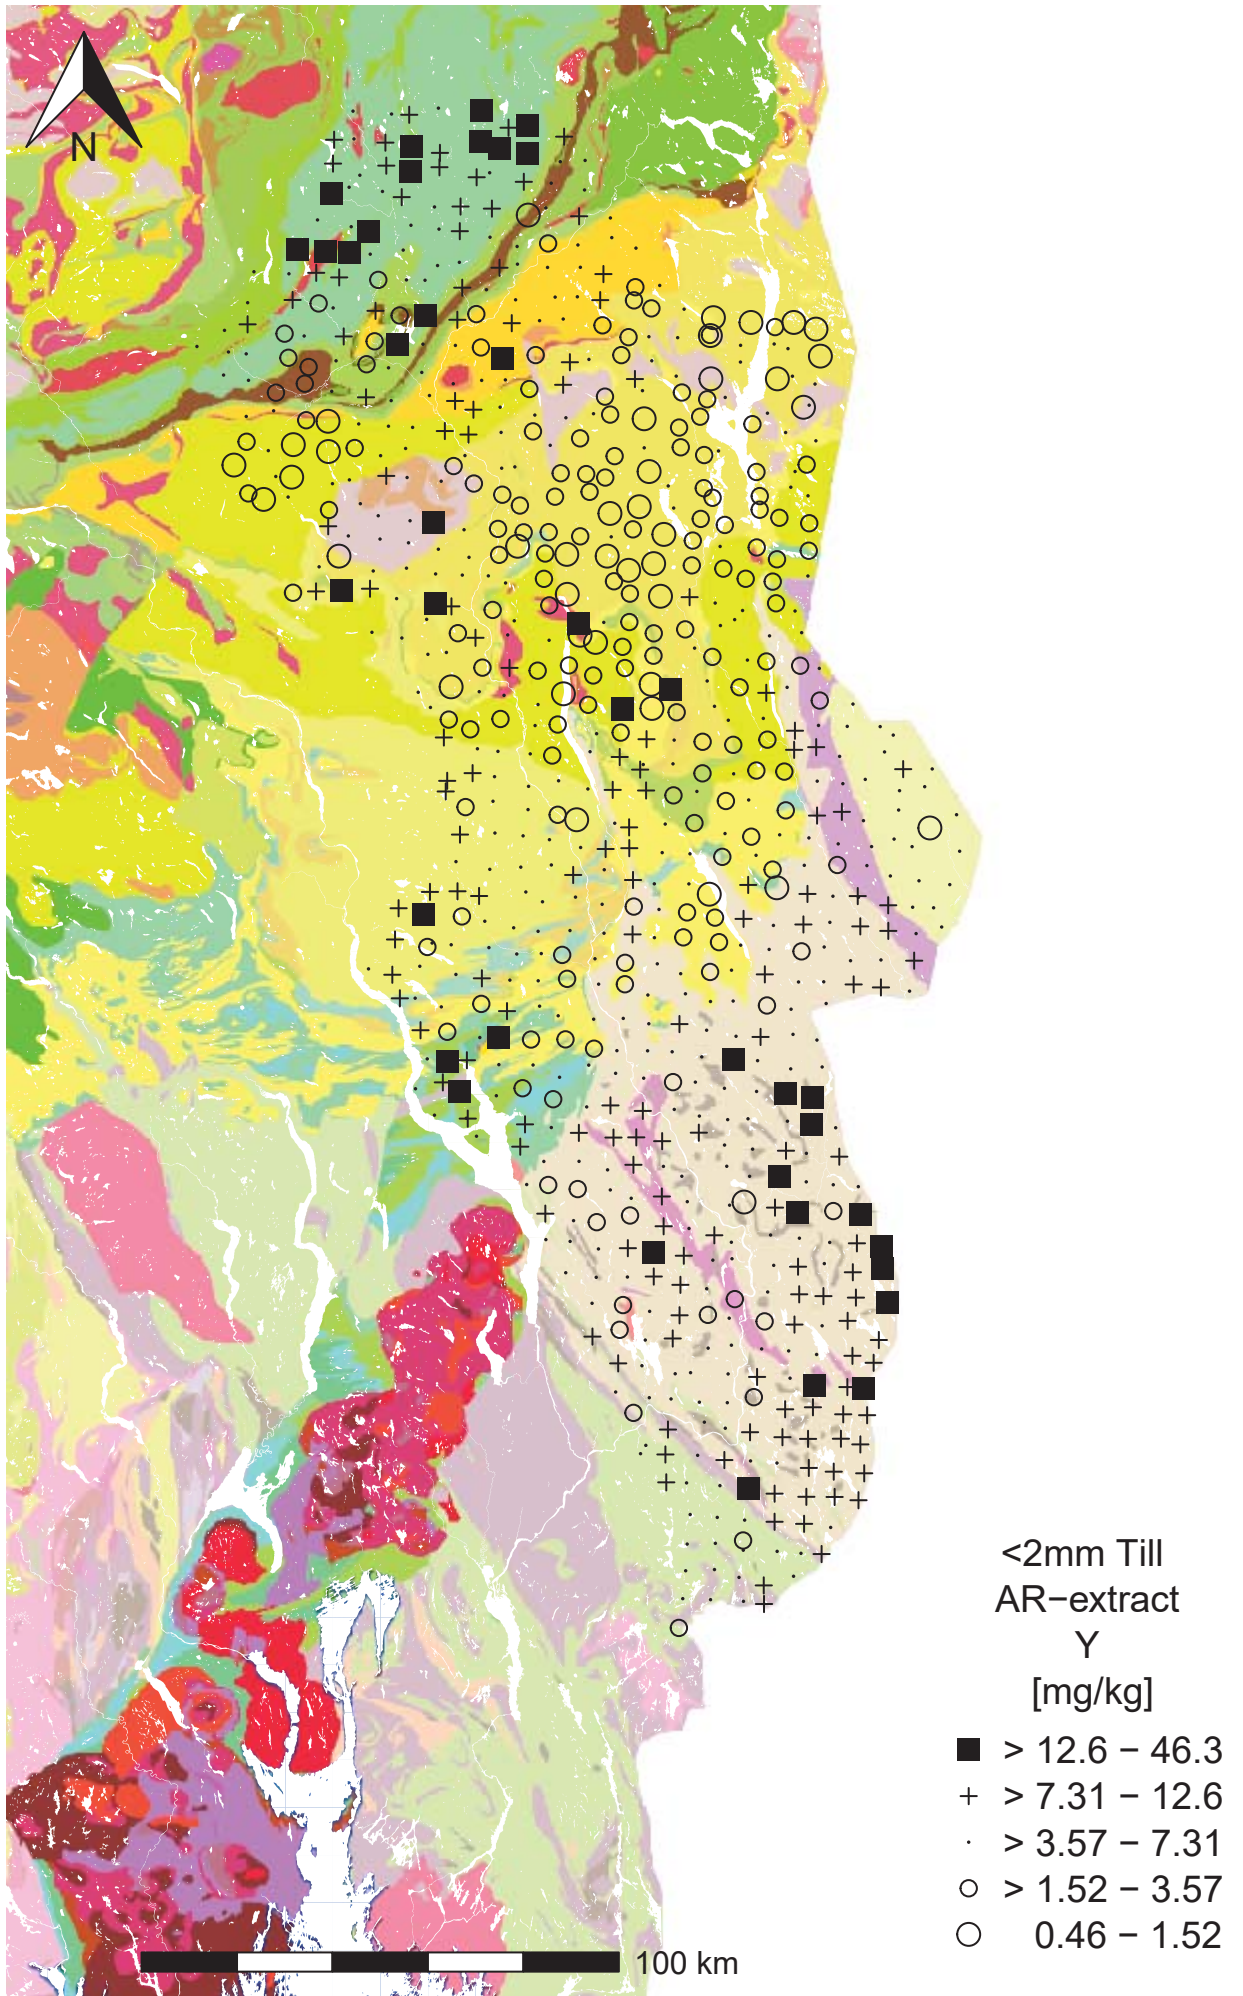 N
<2mm Till
AR−extract
Y
[mg/kg]
> 12.6 − 46.3
> 7.31 − 12.6
> 3.57 − 7.31
> 1.52 − 3.57
0.46 − 1.52
100 km